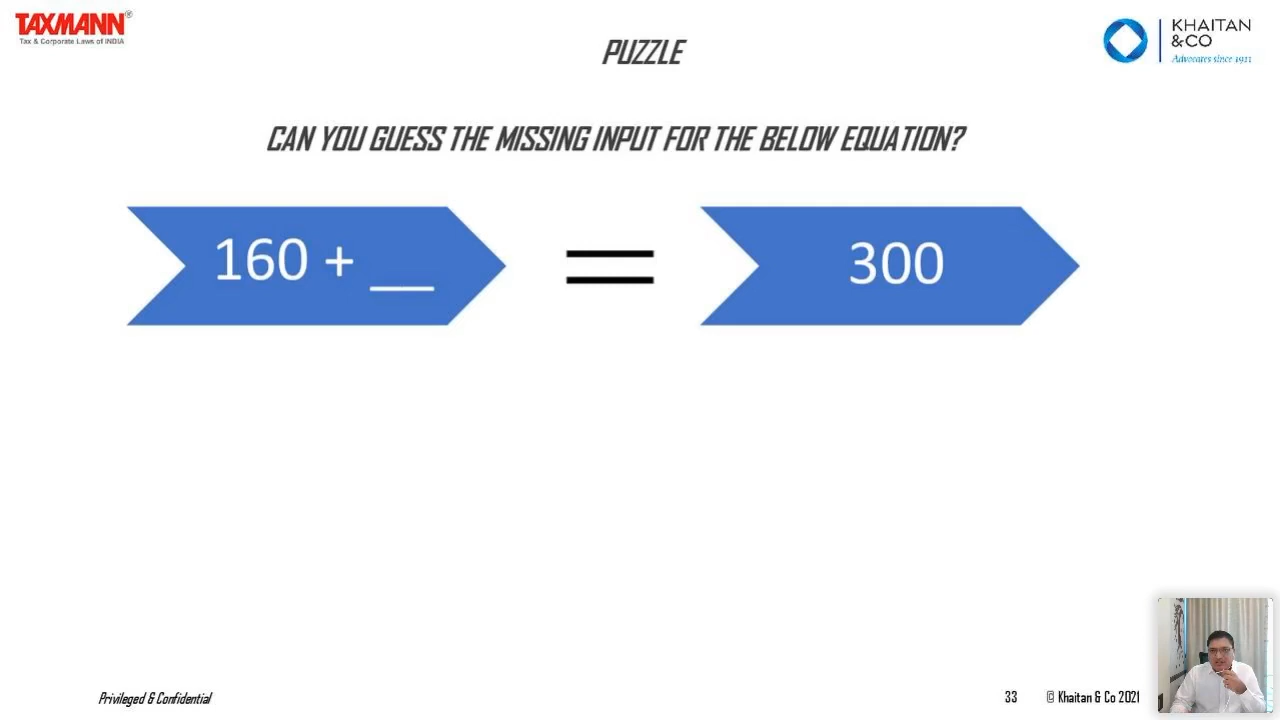 TAXMANN®
Tax & Corporate Laws of INDIA
PUZZLE
KHAITAN
&CO
Advocates since 1911
CAN YOU GUESS THE MISSING INPUT FOR THE BELOW EQUATION?
160 + __ = 300
Privileged & Confidential
33 © Khaitan & Co 2021